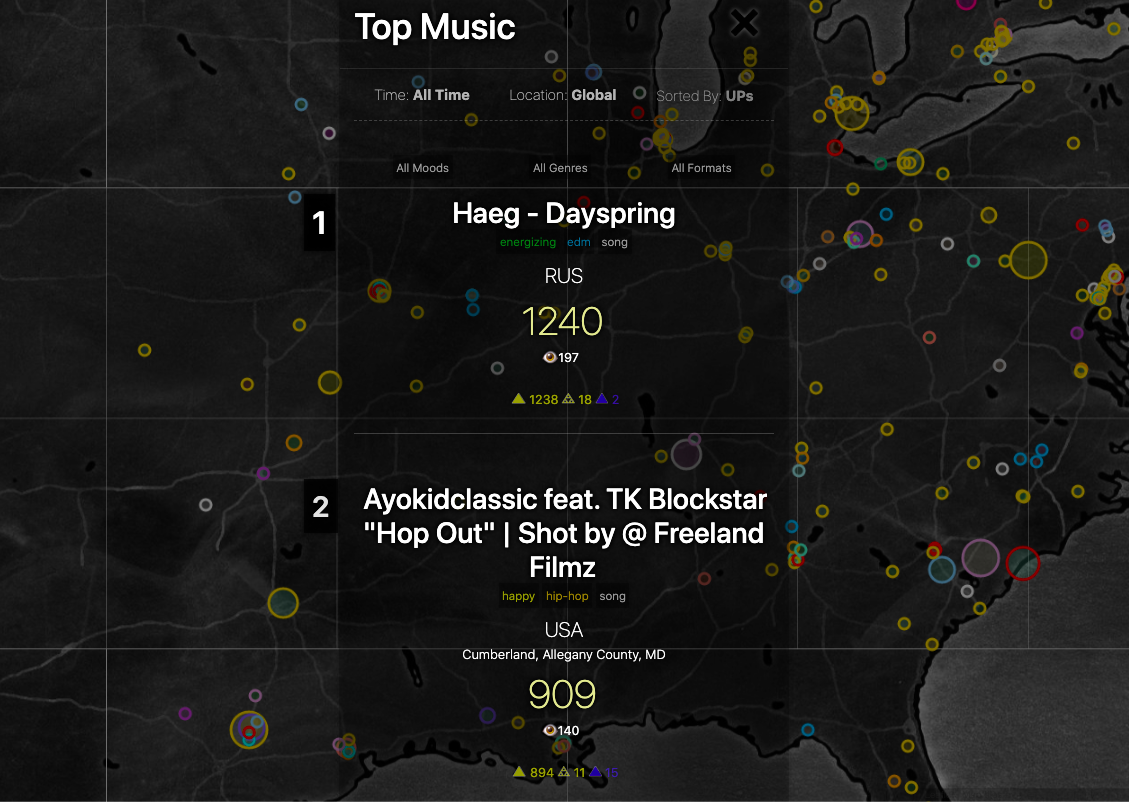 Top Music
Time: All Time Location: Global Sorted By: UPs
All Moods All Genres All Formats
1
Haeg - Dayspring
energizing edm song
RUS
1240
197
1238 18 2
2
Ayokidclassic feat. TK Blockstar
"Hop Out" | Shot by @ Freeland
Filmz
happy hip-hop song
USA
Cumberland, Allegany County, MD
909
140
894 11 15